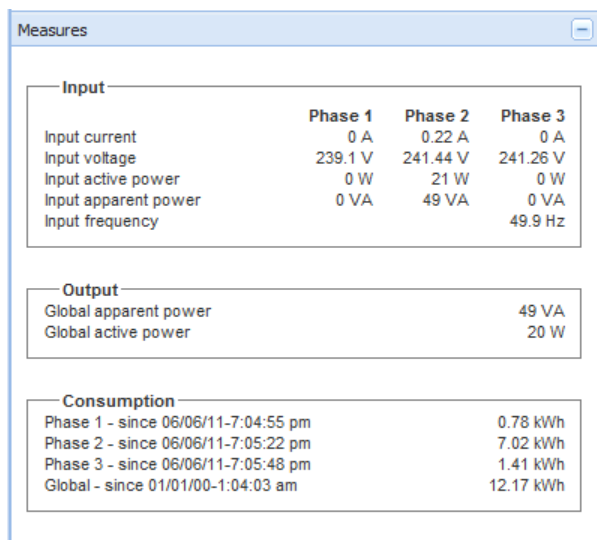 Measures
Input
Phase 1 Phase 2 Phase 3
Input current 0 A 0.22 A 0 A
Input voltage 239.1 V 241.44 V 241.26 V
Input active power 0 W 21 W 0 W
Input apparent power 0 VA 49 VA 0 VA
Input frequency 49.9 Hz
Output
Global apparent power 49 VA
Global active power 20 W
Consumption
Phase 1 - since 06/06/11-7:04:55 pm 0.78 kWh
Phase 2 - since 06/06/11-7:05:22 pm 7.02 kWh
Phase 3 - since 06/06/11-7:05:48 pm 1.41 kWh
Global - since 01/01/00-1:04:03 am 12.17 kWh